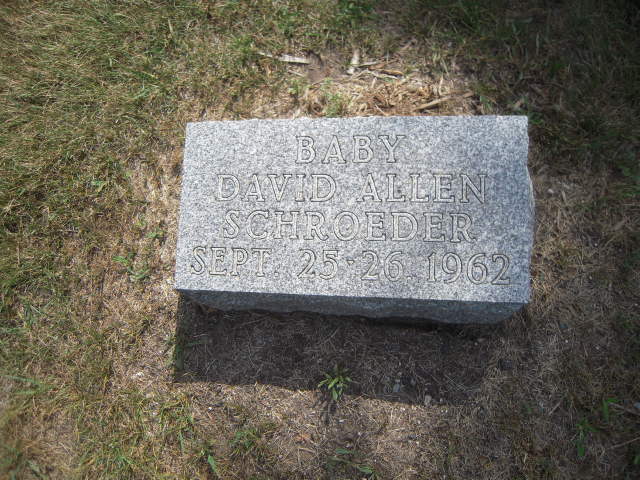 BABY
DAVID ALLEN
SCHROEDER
SEPT. 25-26. 1962